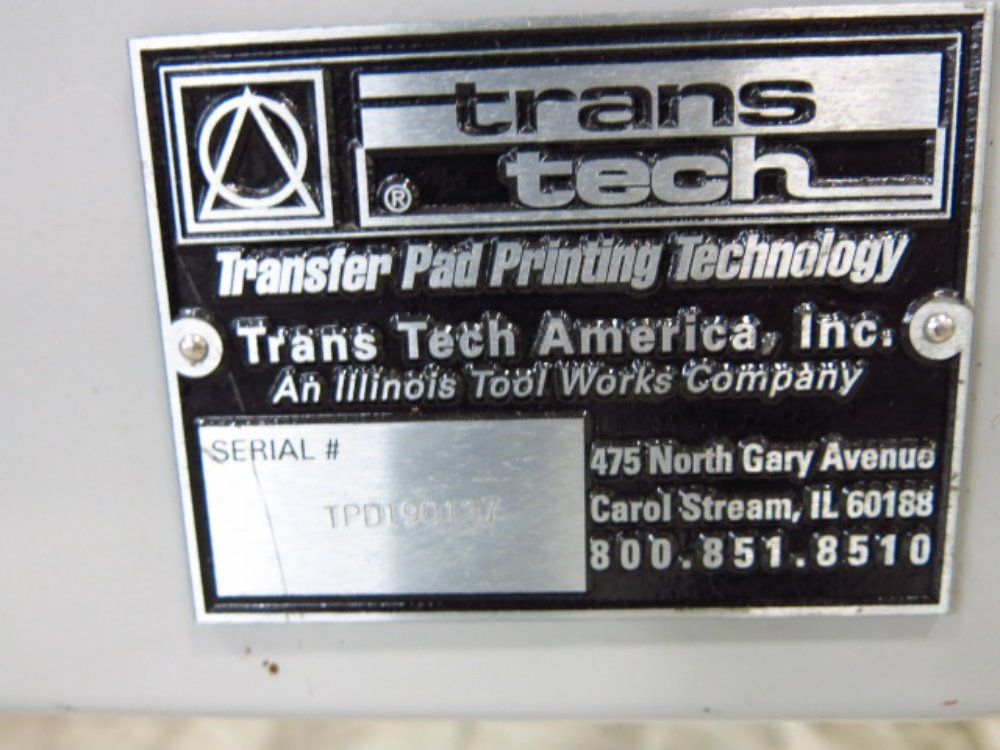 trans
® tech
Transfer Pad Printing Technology
Trans Tech America, Inc.
An Illinois Tool Works Company
SERIAL #
475 North Gary Avenue
Carol Stream, IL 60188
800.851.8510